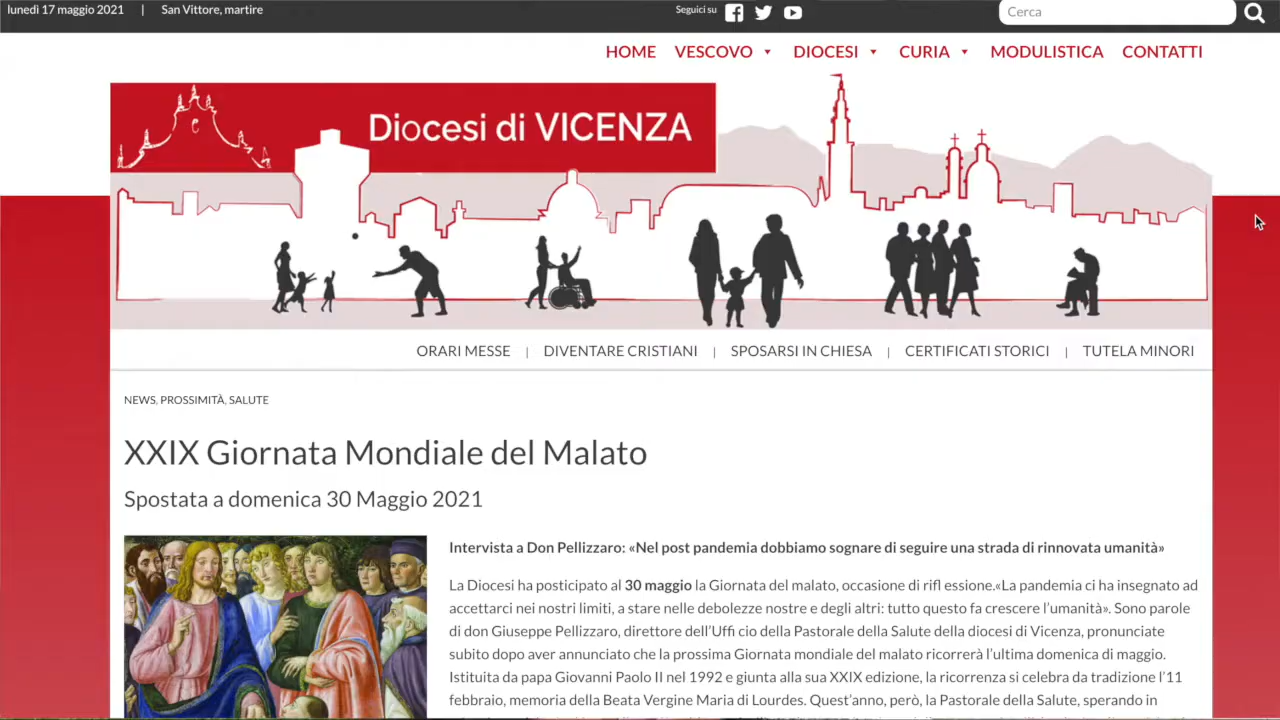 lunedì 17 maggio 2021 | San Vittore, martire Seguici su Cerca
HOME VESCOVO DIOCESI CURIA MODULISTICA CONTATTI
Diocesi di VICENZA
ORARI MESSE | DIVENTARE CRISTIANI | SPOSARSI IN CHIESA | CERTIFICATI STORICI | TUTELA MINORI
NEWS, PROSSIMITÀ, SALUTE
XXIX Giornata Mondiale del Malato
Spostata a domenica 30 Maggio 2021
Intervista a Don Pellizzaro: «Nel post pandemia dobbiamo sognare di seguire una strada di rinnovata umanità»
La Diocesi ha posticipato al 30 maggio la Giornata del malato, occasione di rifl essione.«La pandemia ci ha insegnato ad
accettarci nei nostri limiti, a stare nelle debolezze nostre e degli altri: tutto questo fa crescere l'umanità». Sono parole
di don Giuseppe Pellizzaro, direttore dell'Uffi cio della Pastorale della Salute della diocesi di Vicenza, pronunciate
subito dopo aver annunciato che la prossima Giornata mondiale del malato ricorrerà l'ultima domenica di maggio.
Istituita da papa Giovanni Paolo II nel 1992 e giunta alla sua XXIX edizione, la ricorrenza si celebra da tradizione l'11
febbraio, memoria della Beata Vergine Maria di Lourdes. Quest'anno, però, la Pastorale della Salute, sperando in